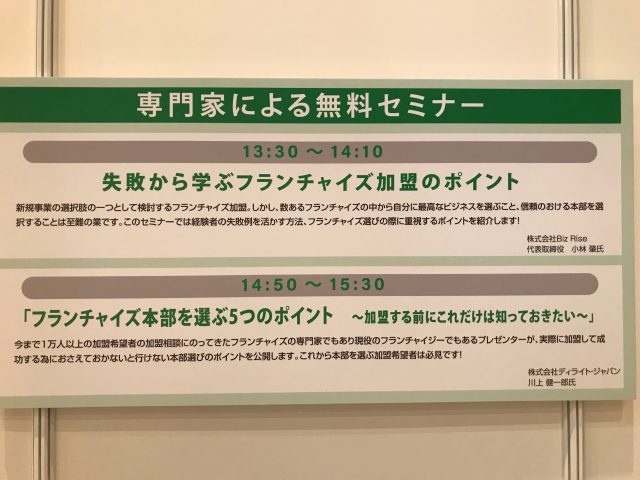 専門家による無料セミナー
13:30 ～ 14:10
失敗から学ぶフランチャイズ加盟のポイント
新規事業の選択肢の一つとして検討するフランチャイズ加盟。しかし、数あるフランチャイズの中から自分に最高なビジネスを選ぶこと、信頼のおける本部を選
択することは至難の業です。このセミナーでは経験者の失敗例を活かす方法、フランチャイズ選びの際に重視するポイントを紹介します!
株式会社Biz Rise
代表取締役 小林 肇氏
14:50 ～ 15:30
「フランチャイズ本部を選ぶ5つのポイント ～加盟する前にこれだけは知っておきたい～」
今まで1万人以上の加盟希望者の加盟相談にのってきたフランチャイズの専門家でもあり現役のフランチャイジーでもあるプレゼンターが、実際に加盟して成
功する為におさえておかないと行けない本部選びのポイントを公開します。これから本部を選ぶ加盟希望者は必見です!
株式会社ディライト・ジャパン
川上 健一郎氏